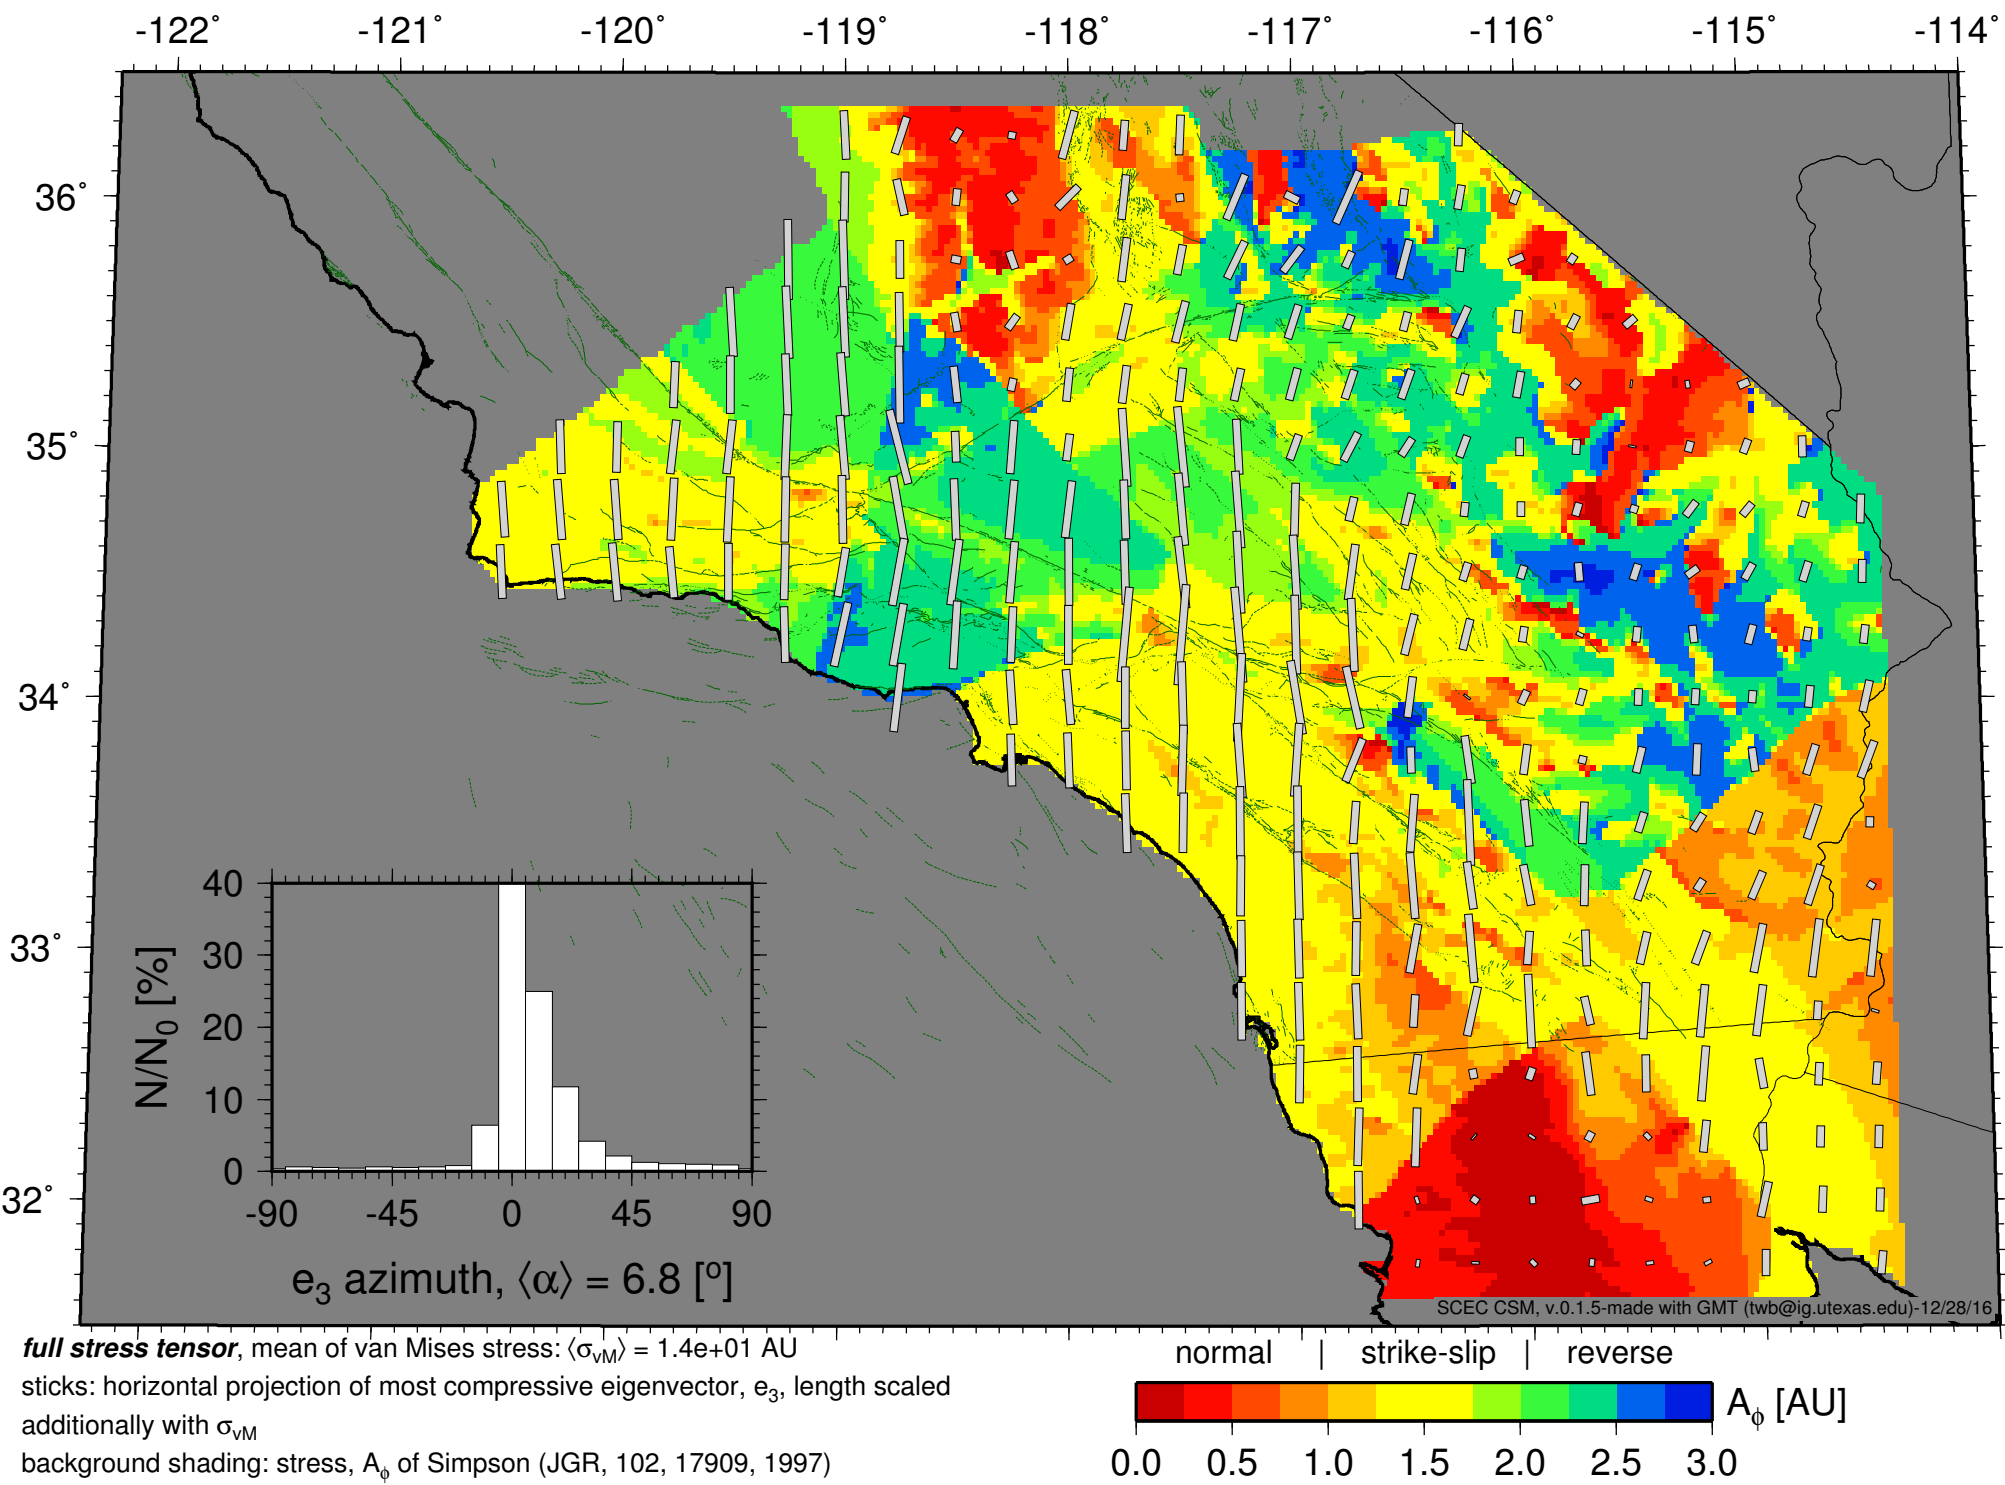 -122˚ -121˚ -120˚ -119˚ -118˚ -117˚ -116˚ -115˚ -114˚
36˚
35˚
34˚
33˚
32˚
40
30
20
10
0
N/N₀ [%]
-90 -45 0 45 90
e₃ azimuth, ⟨α⟩ = 6.8 [º]
SCEC CSM, v.0.1.5-made with GMT (twb@ig.utexas.edu)-12/28/16
full stress tensor, mean of van Mises stress: ⟨σvM⟩ = 1.4e+01 AU
sticks: horizontal projection of most compressive eigenvector, e₃, length scaled
additionally with σvM
background shading: stress, Aϕ of Simpson (JGR, 102, 17909, 1997)
normal | strike-slip | reverse
Aϕ [AU]
0.0 0.5 1.0 1.5 2.0 2.5 3.0